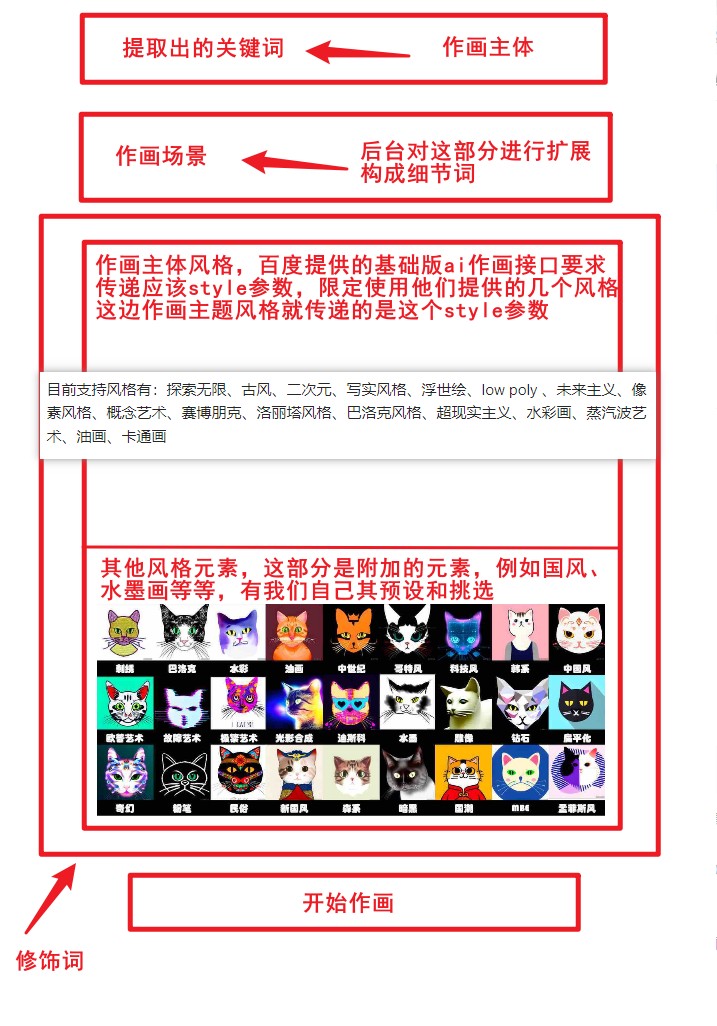 提取出的关键词 作画主体
作画场景
后台对这部分进行扩展
构成细节词
作画主体风格，百度提供的基础版ai作画接口要求
传递应该style参数，限定使用他们提供的几个风格
这边作画主题风格就传递的是这个style参数
目前支持风格有：探索无限、古风、二次元、写实风格、浮世绘、low poly 、未来主义、像
素风格、概念艺术、赛博朋克、洛丽塔风格、巴洛克风格、超现实主义、水彩画、蒸汽波艺
术、油画、卡通画
其他风格元素，这部分是附加的元素，例如国风、
水墨画等等，有我们自己其预设和挑选
刺绣 巴洛克 水彩 油画 中世纪 哥特风 科技风 韩系 中国风
欧普艺术 故障艺术 极繁艺术 光影合成 迪斯科 水墨 雕像 钻石 扁平化
奇幻 粉笔 民俗 新国风 森系 暗黑 国潮 MBE 孟菲斯风
开始作画
修饰词